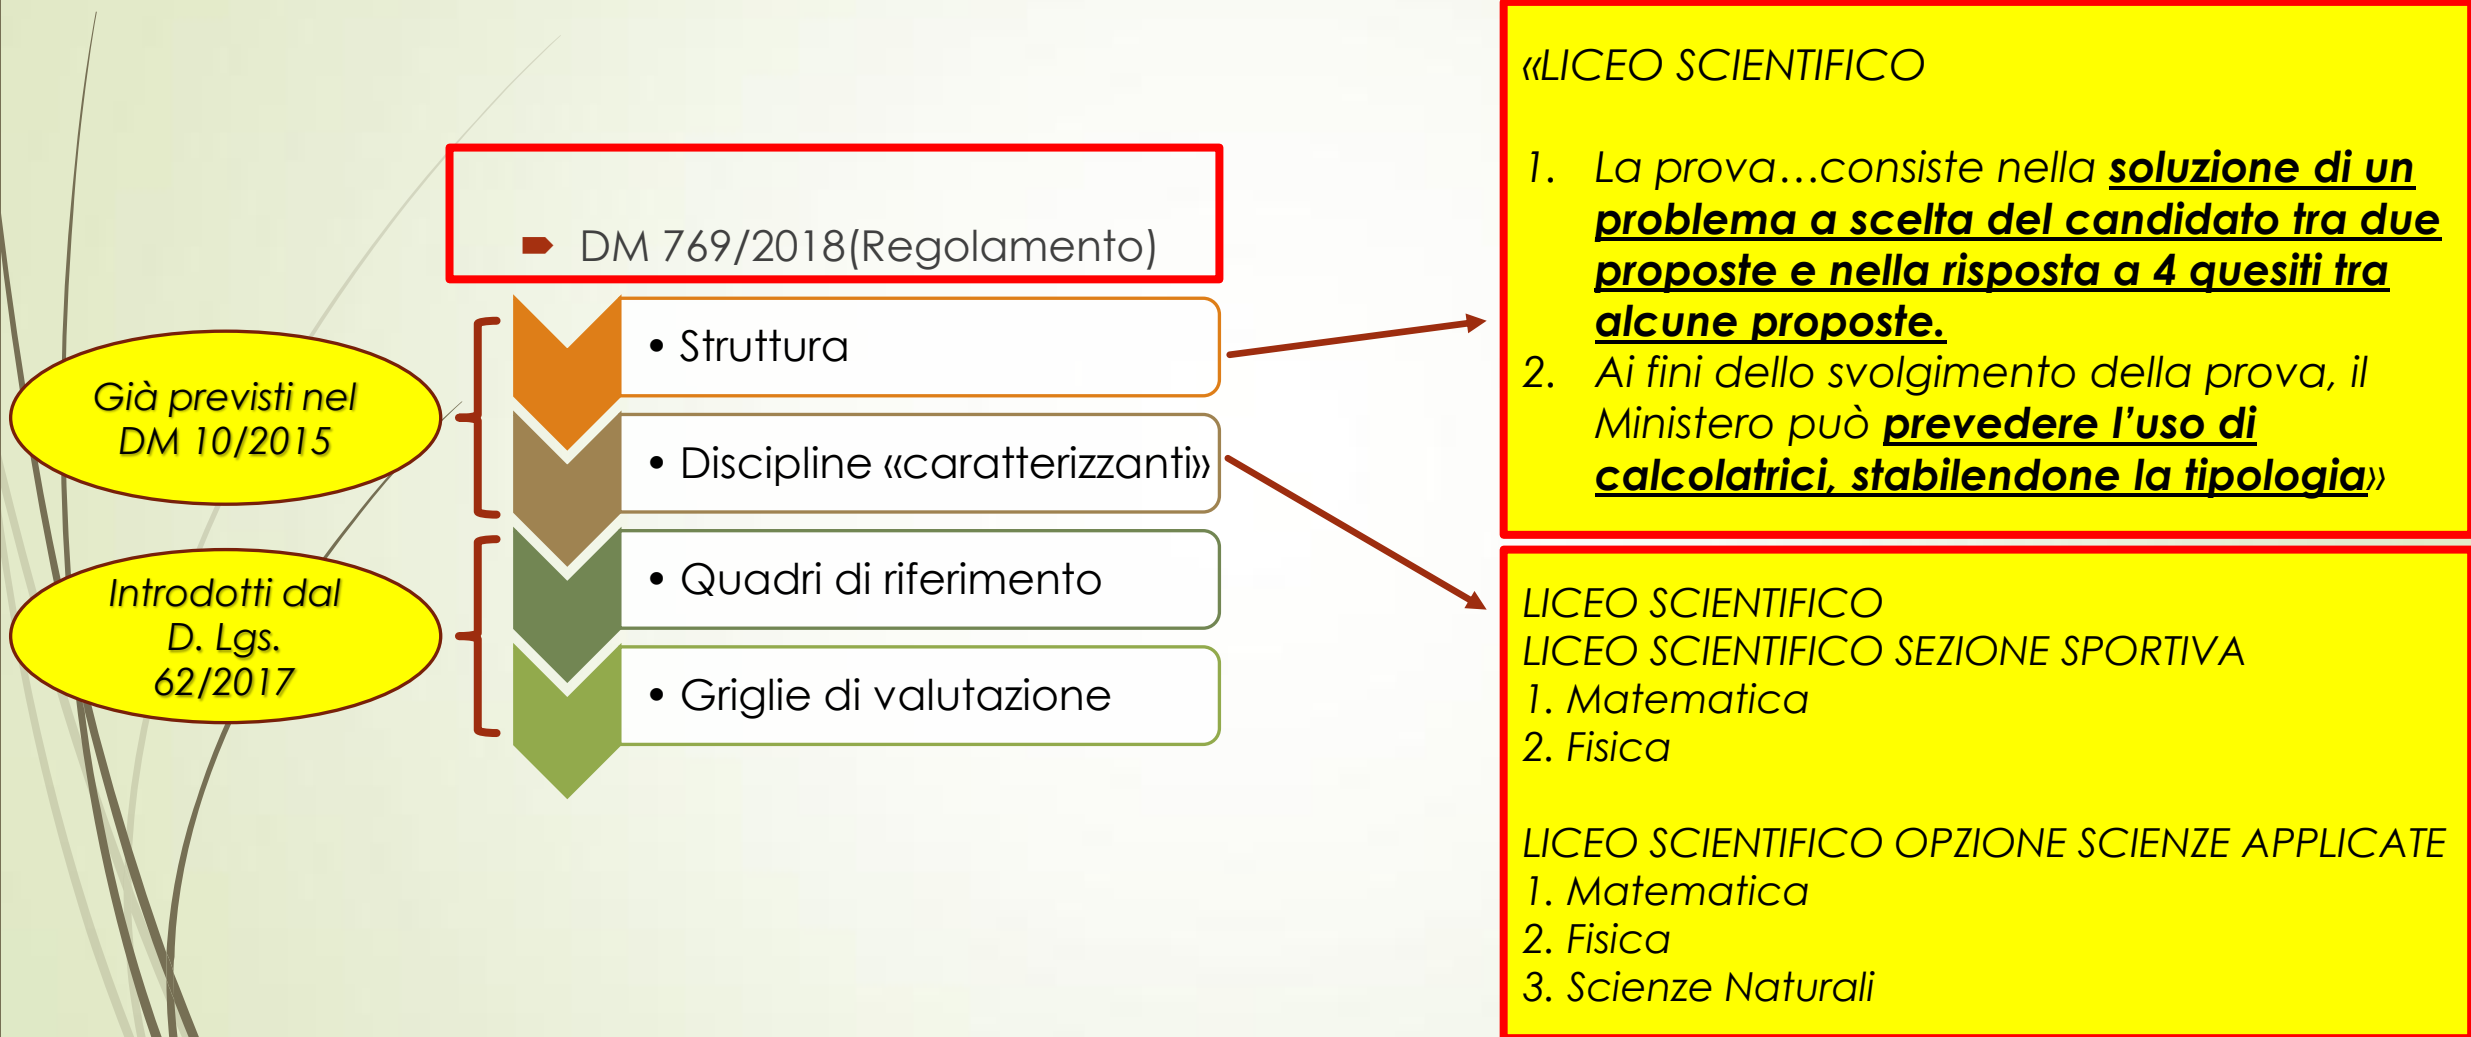 DM 769/2018(Regolamento)
Già previsti nel
DM 10/2015
Introdotti dal
D. Lgs.
62/2017
• Struttura
• Discipline «caratterizzanti»
• Quadri di riferimento
• Griglie di valutazione
«LICEO SCIENTIFICO
1. La prova…consiste nella soluzione di un
problema a scelta del candidato tra due
proposte e nella risposta a 4 quesiti tra
alcune proposte.
2. Ai fini dello svolgimento della prova, il
Ministero può prevedere l’uso di
calcolatrici, stabilendone la tipologia»
LICEO SCIENTIFICO
LICEO SCIENTIFICO SEZIONE SPORTIVA
1. Matematica
2. Fisica
LICEO SCIENTIFICO OPZIONE SCIENZE APPLICATE
1. Matematica
2. Fisica
3. Scienze Naturali